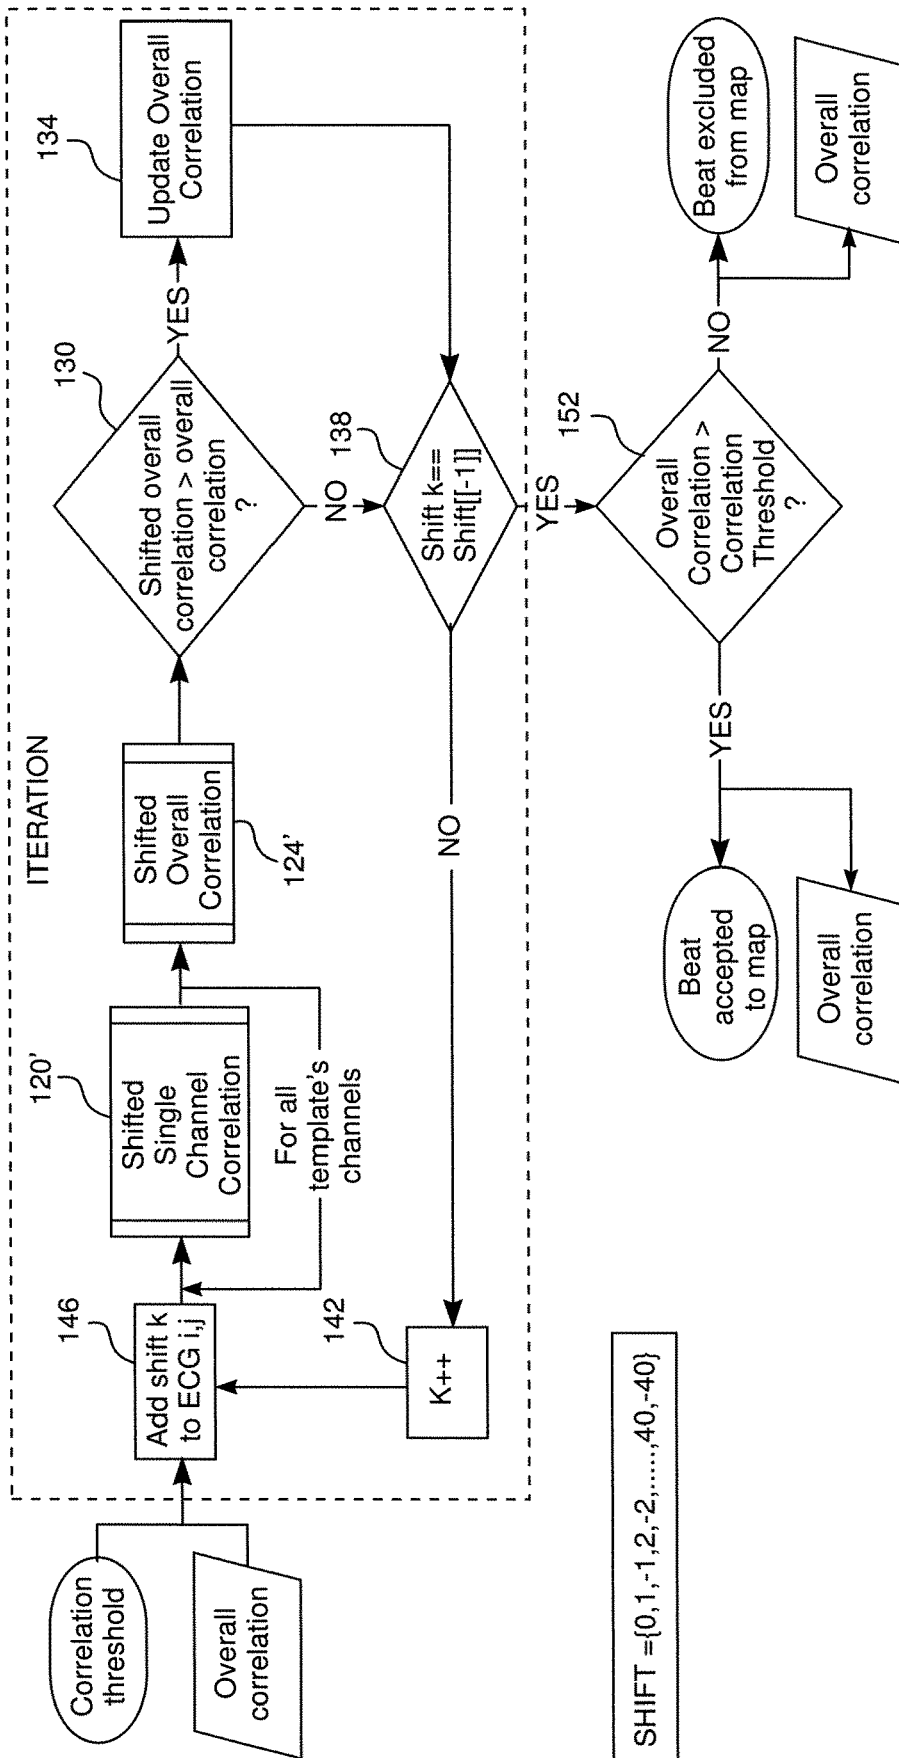 ITERATION
Correlation
threshold
Overall
correlation
146
Add shift k
to ECG i,j
120'
Shifted
Single
Channel
Correlation
For all
template's
channels
Shifted
Overall
Correlation
124'
130
Shifted overall
correlation > overall
correlation
?
YES
134
Update Overall
Correlation
NO
138
Shift k==
Shift[[-1]]
NO
142
K++
YES
152
Overall
Correlation >
Correlation
Threshold
?
YES
Beat
accepted
to map
Overall
correlation
NO
Beat excluded
from map
Overall
correlation
SHIFT ={0,1,-1,2,-2,.....,40,-40}